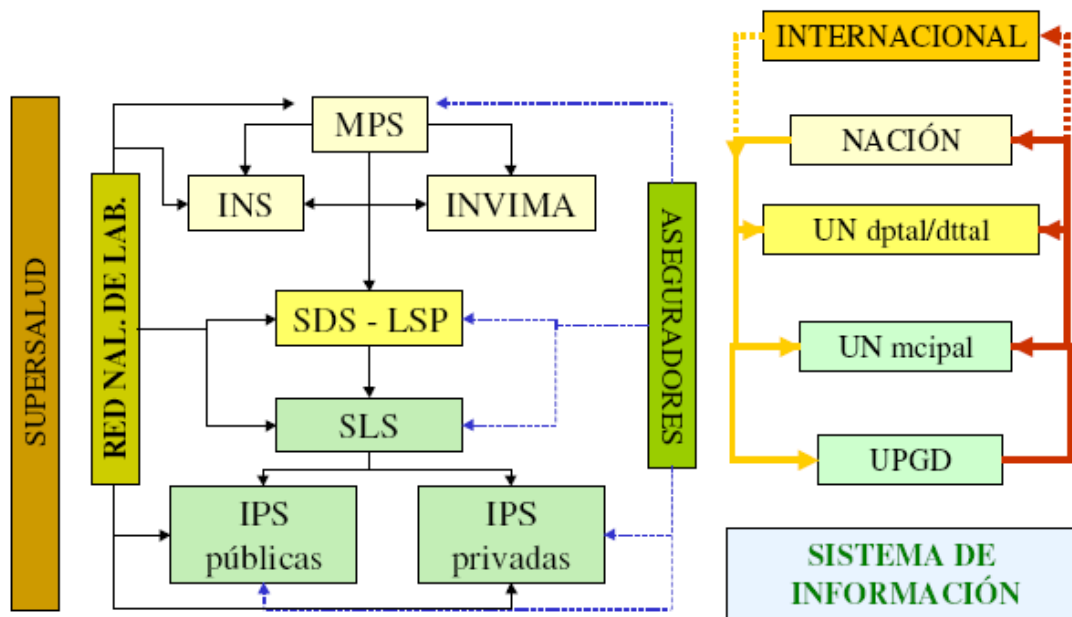 SUPERSALUD
RED NAL. DE LAB.
MPS
INS
INVIMA
SDS - LSP
SLS
IPS
públicas
IPS
privadas
ASEGURADORES
INTERNACIONAL
NACIÓN
UN dptal/dttal
UN mcipal
UPGD
SISTEMA DE
INFORMACIÓN